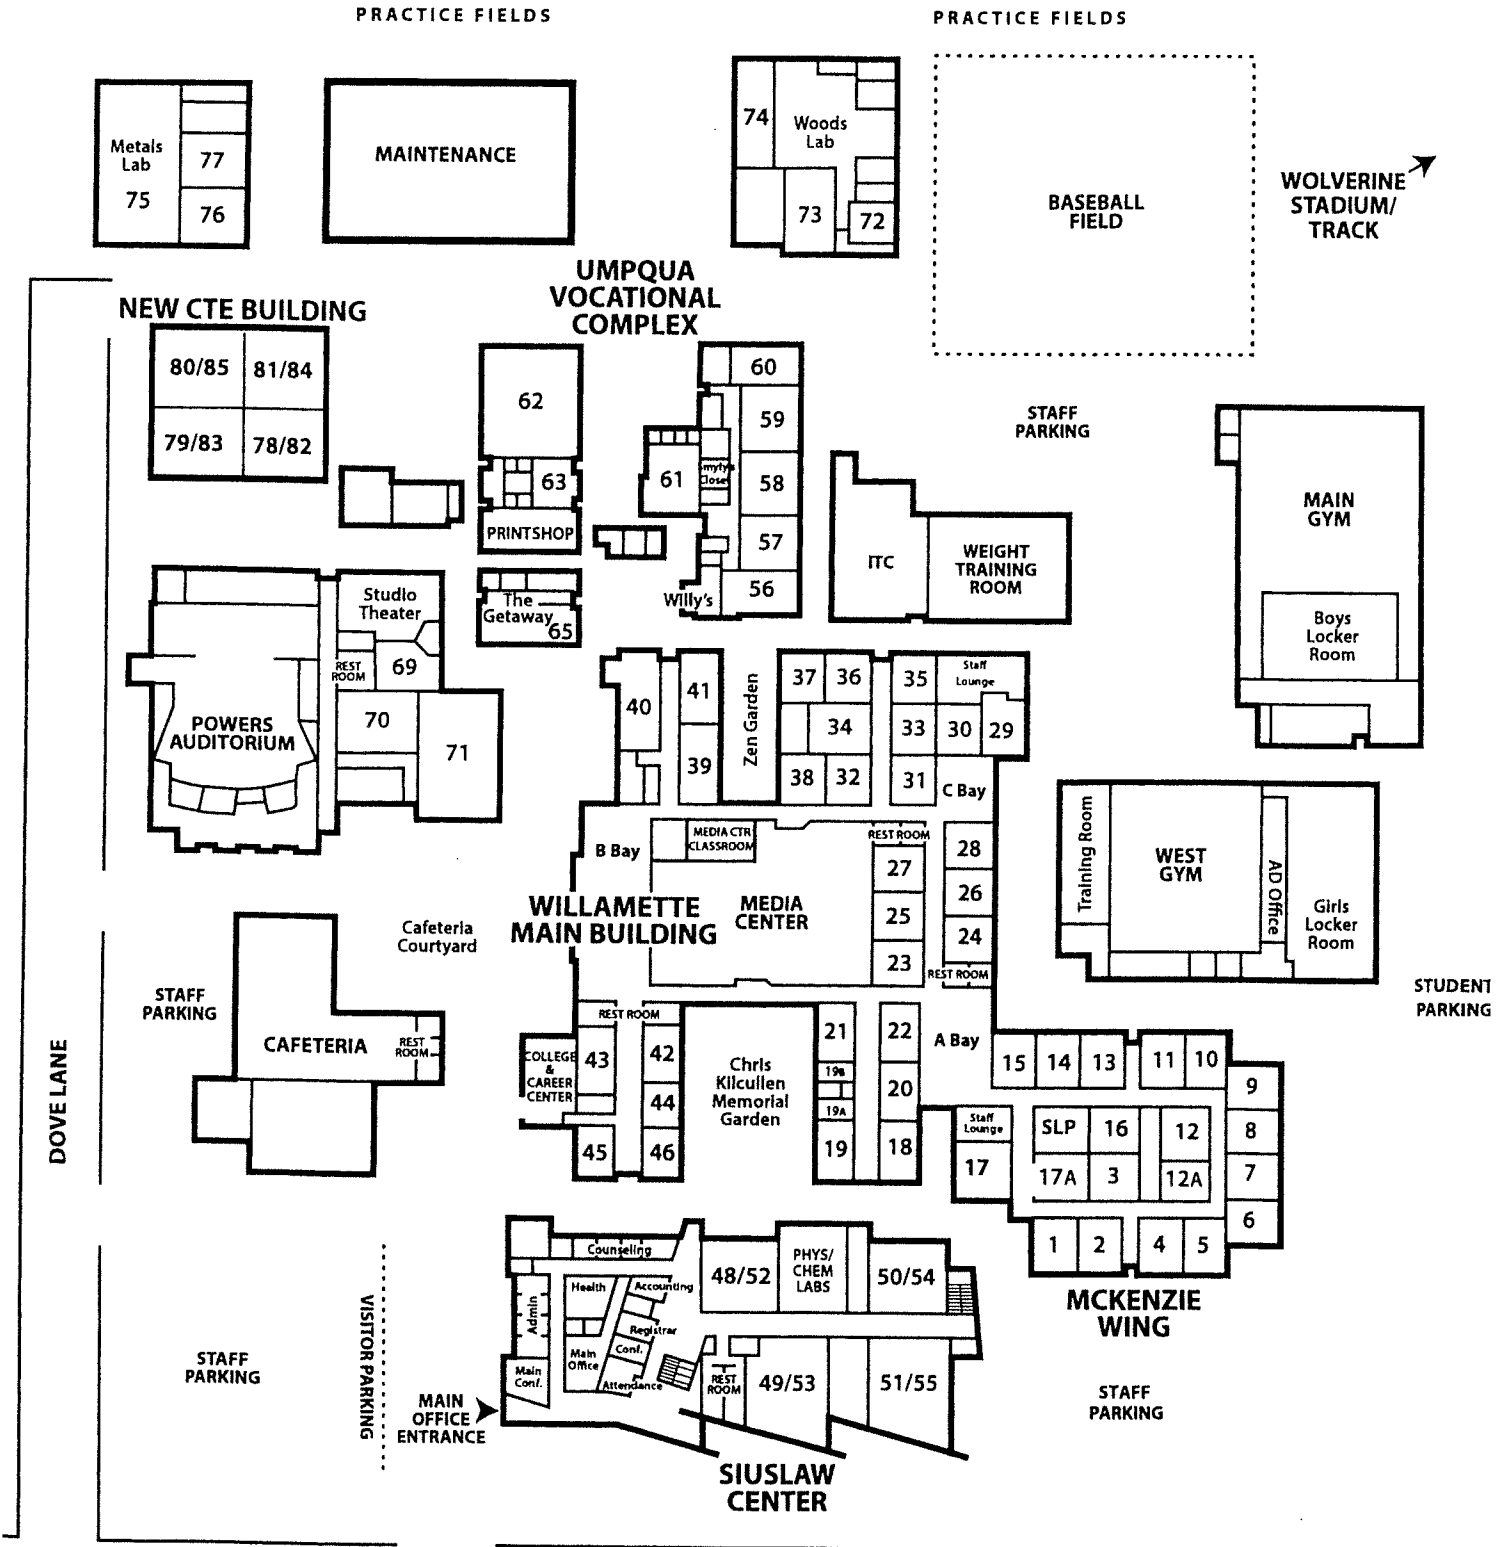 PRACTICE FIELDS
PRACTICE FIELDS
Metals
Lab
75
77
76
MAINTENANCE
74
Woods
Lab
73
72
BASEBALL
FIELD
WOLVERINE
STADIUM/
TRACK
NEW CTE BUILDING
80/85
81/84
79/83
78/82
UMPQUA
VOCATIONAL
COMPLEX
62
63
PRINTSHOP
The
Getaway
65
60
59
61
58
57
56
Willy's
STAFF
PARKING
ITC
WEIGHT
TRAINING
ROOM
MAIN
GYM
Boys
Locker
Room
Studio
Theater
REST
ROOM
69
70
71
POWERS
AUDITORIUM
40
41
39
Zen Garden
37
36
34
38
32
35
Staff
Lounge
33
30
29
31
C Bay
B Bay
MEDIA CTR
CLASSROOM
REST ROOM
28
27
26
25
24
23
REST ROOM
WILLAMETTE
MAIN BUILDING
MEDIA
CENTER
Training Room
WEST
GYM
AD Office
Girls
Locker
Room
STUDENT
PARKING
Cafeteria
Courtyard
STAFF
PARKING
CAFETERIA
REST
ROOM
DOVE LANE
REST ROOM
COLLEGE
&
CAREER
CENTER
43
42
44
45
46
Chris
Kilcullen
Memorial
Garden
21
19B
19A
19
22
20
18
A Bay
15
14
13
11
10
9
Staff
Lounge
17
SLP
16
12
8
17A
3
12A
7
6
1
2
4
5
MCKENZIE
WING
Counseling
Health
Accounting
Admin
Registrar
Main
Office
Conf.
Main
Conf.
Attendance
48/52
PHYS/
CHEM
LABS
50/54
REST
ROOM
49/53
51/55
SIUSLAW
CENTER
VISITOR PARKING
MAIN
OFFICE
ENTRANCE
STAFF
PARKING
STAFF
PARKING